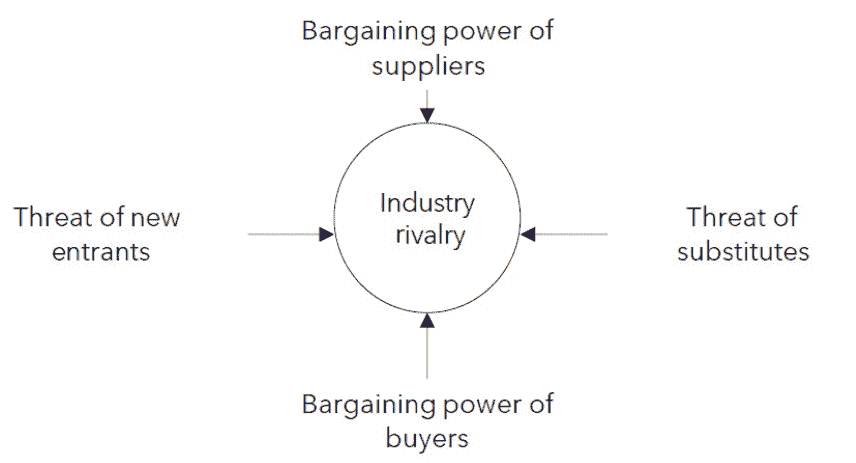 Bargaining power of
suppliers
Threat of new
entrants
Industry
rivalry
Threat of
substitutes
Bargaining power of
buyers